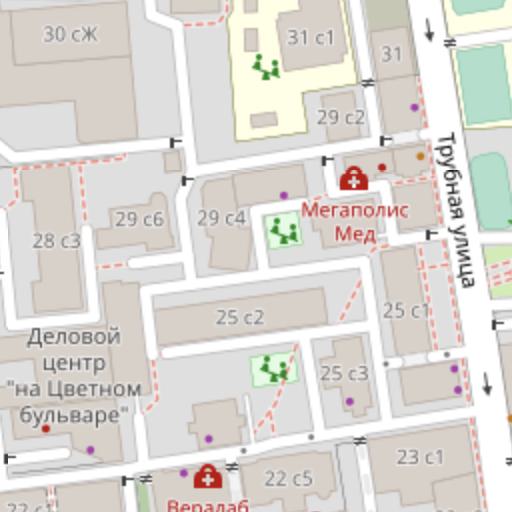 30 сЖ
31 с1
31
29 с2
Трубная улица
29 с6
29 с4
Мегаполис
Мед
28 с3
25 с1
25 с2
Деловой
центр
"на Цветном
бульваре"
25 с3
23 с1
22 с5
Вералаб